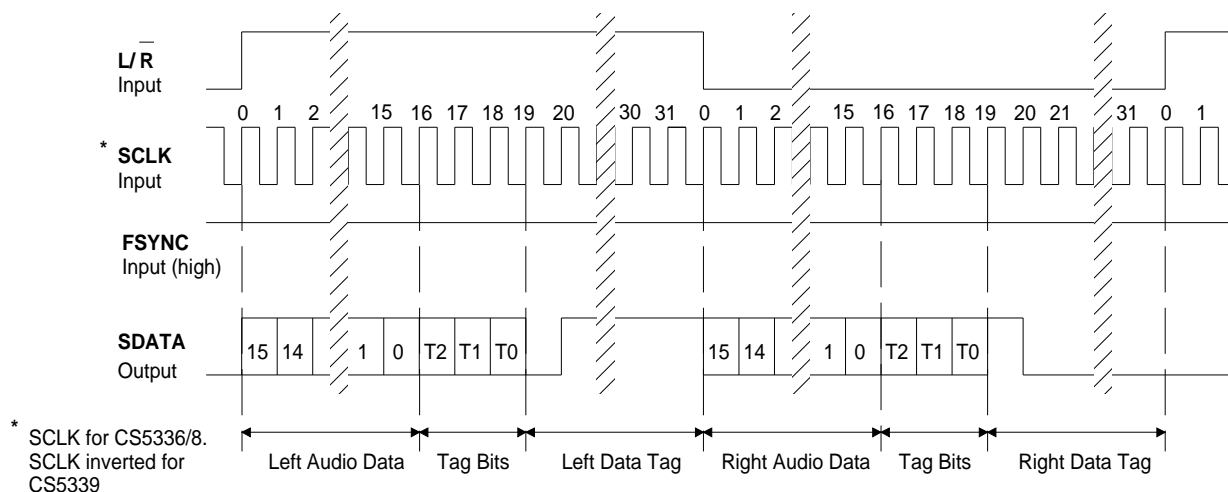 L/ R
Input
0 1 2 15 16 17 18 19 20 30 31 0 1 2 15 16 17 18 19 20 21 31 0 1
* SCLK
Input
FSYNC
Input (high)
SDATA
Output
15 14 1 0 T2 T1 T0 15 14 1 0 T2 T1 T0
Left Audio Data Tag Bits Left Data Tag Right Audio Data Tag Bits Right Data Tag
* SCLK for CS5336/8.
SCLK inverted for
CS5339